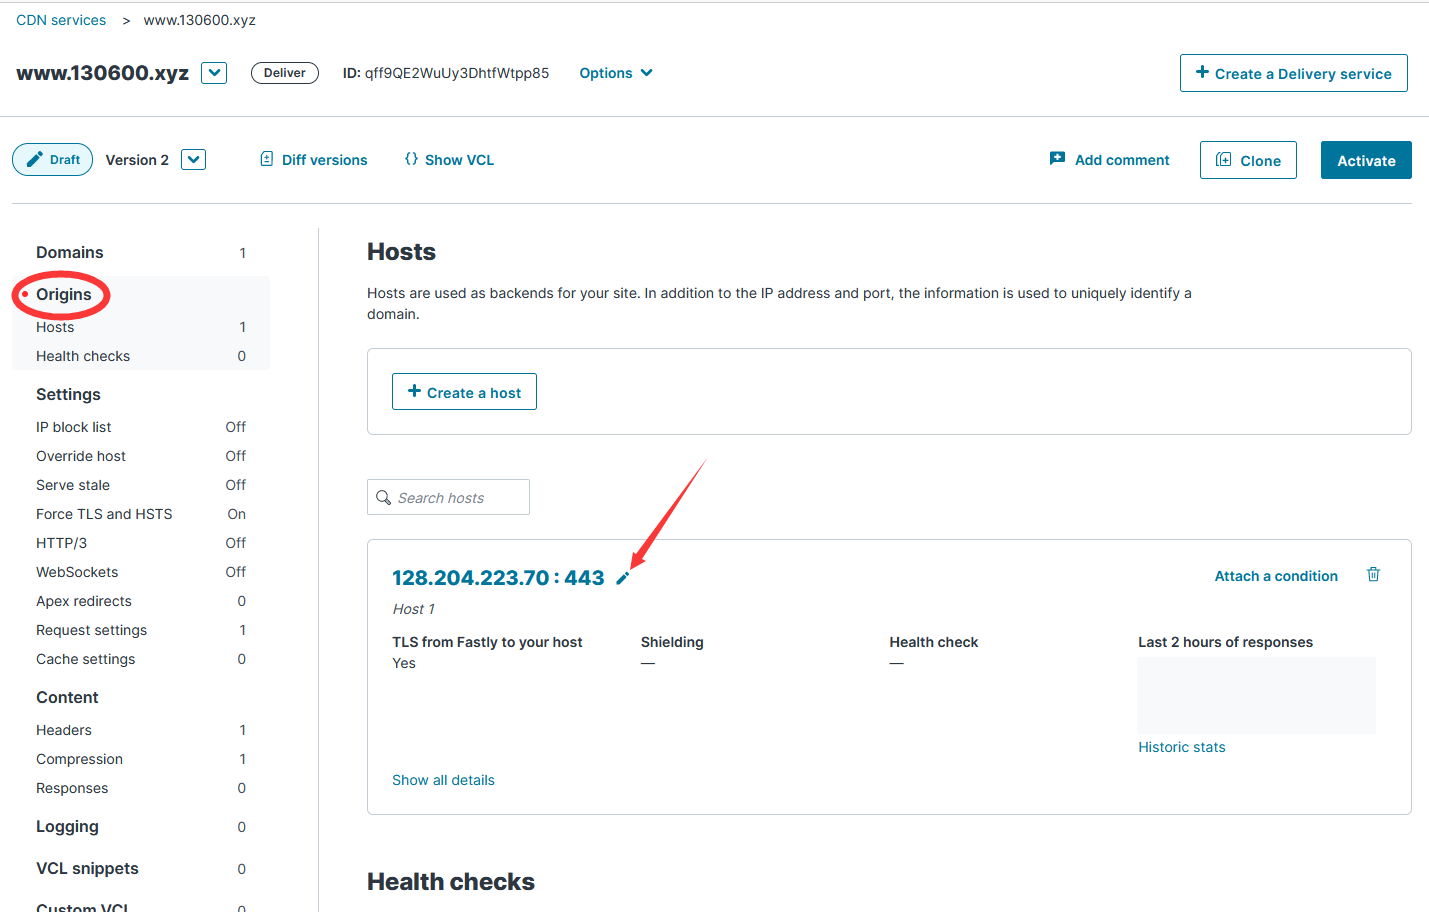 CDN services > www.130600.xyz
www.130600.xyz Deliver ID: qff9QE2WuUy3DhtfWtpp85 Options + Create a Delivery service
Draft Version 2 Diff versions {} Show VCL Add comment Clone Activate
Domains 1
Origins
Hosts 1
Health checks 0
Settings
IP block list Off
Override host Off
Serve stale Off
Force TLS and HSTS On
HTTP/3 Off
WebSockets Off
Apex redirects 0
Request settings 1
Cache settings 0
Content
Headers 1
Compression 1
Responses 0
Logging 0
VCL snippets 0
Custom VCL 0
Hosts
Hosts are used as backends for your site. In addition to the IP address and port, the information is used to uniquely identify a
domain.
+ Create a host
Search hosts
128.204.223.70 : 443 Attach a condition
Host 1
TLS from Fastly to your host Shielding Health check Last 2 hours of responses
Yes — —
Historic stats
Show all details
Health checks